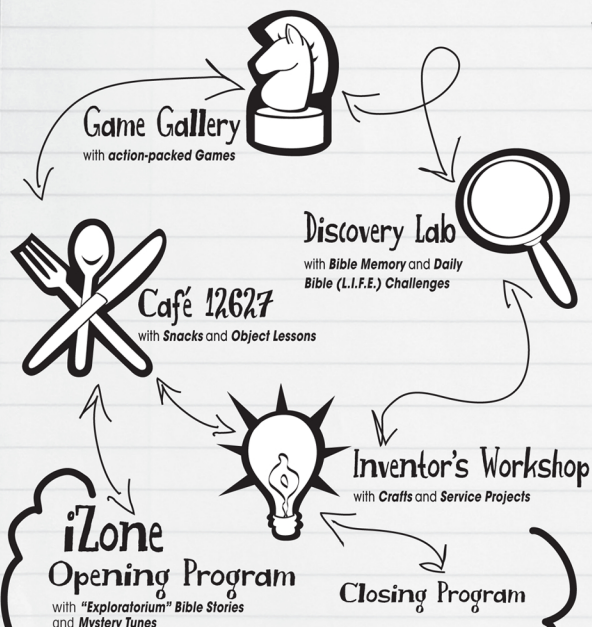 Game Gallery
with action-packed Games
Discovery Lab
with Bible Memory and Daily
Bible (L.I.F.E.) Challenges
Café 12627
with Snacks and Object Lessons
Inventor's Workshop
with Crafts and Service Projects
iZone
Opening Program
with "Exploratorium" Bible Stories
and Mystery Tunes
Closing Program